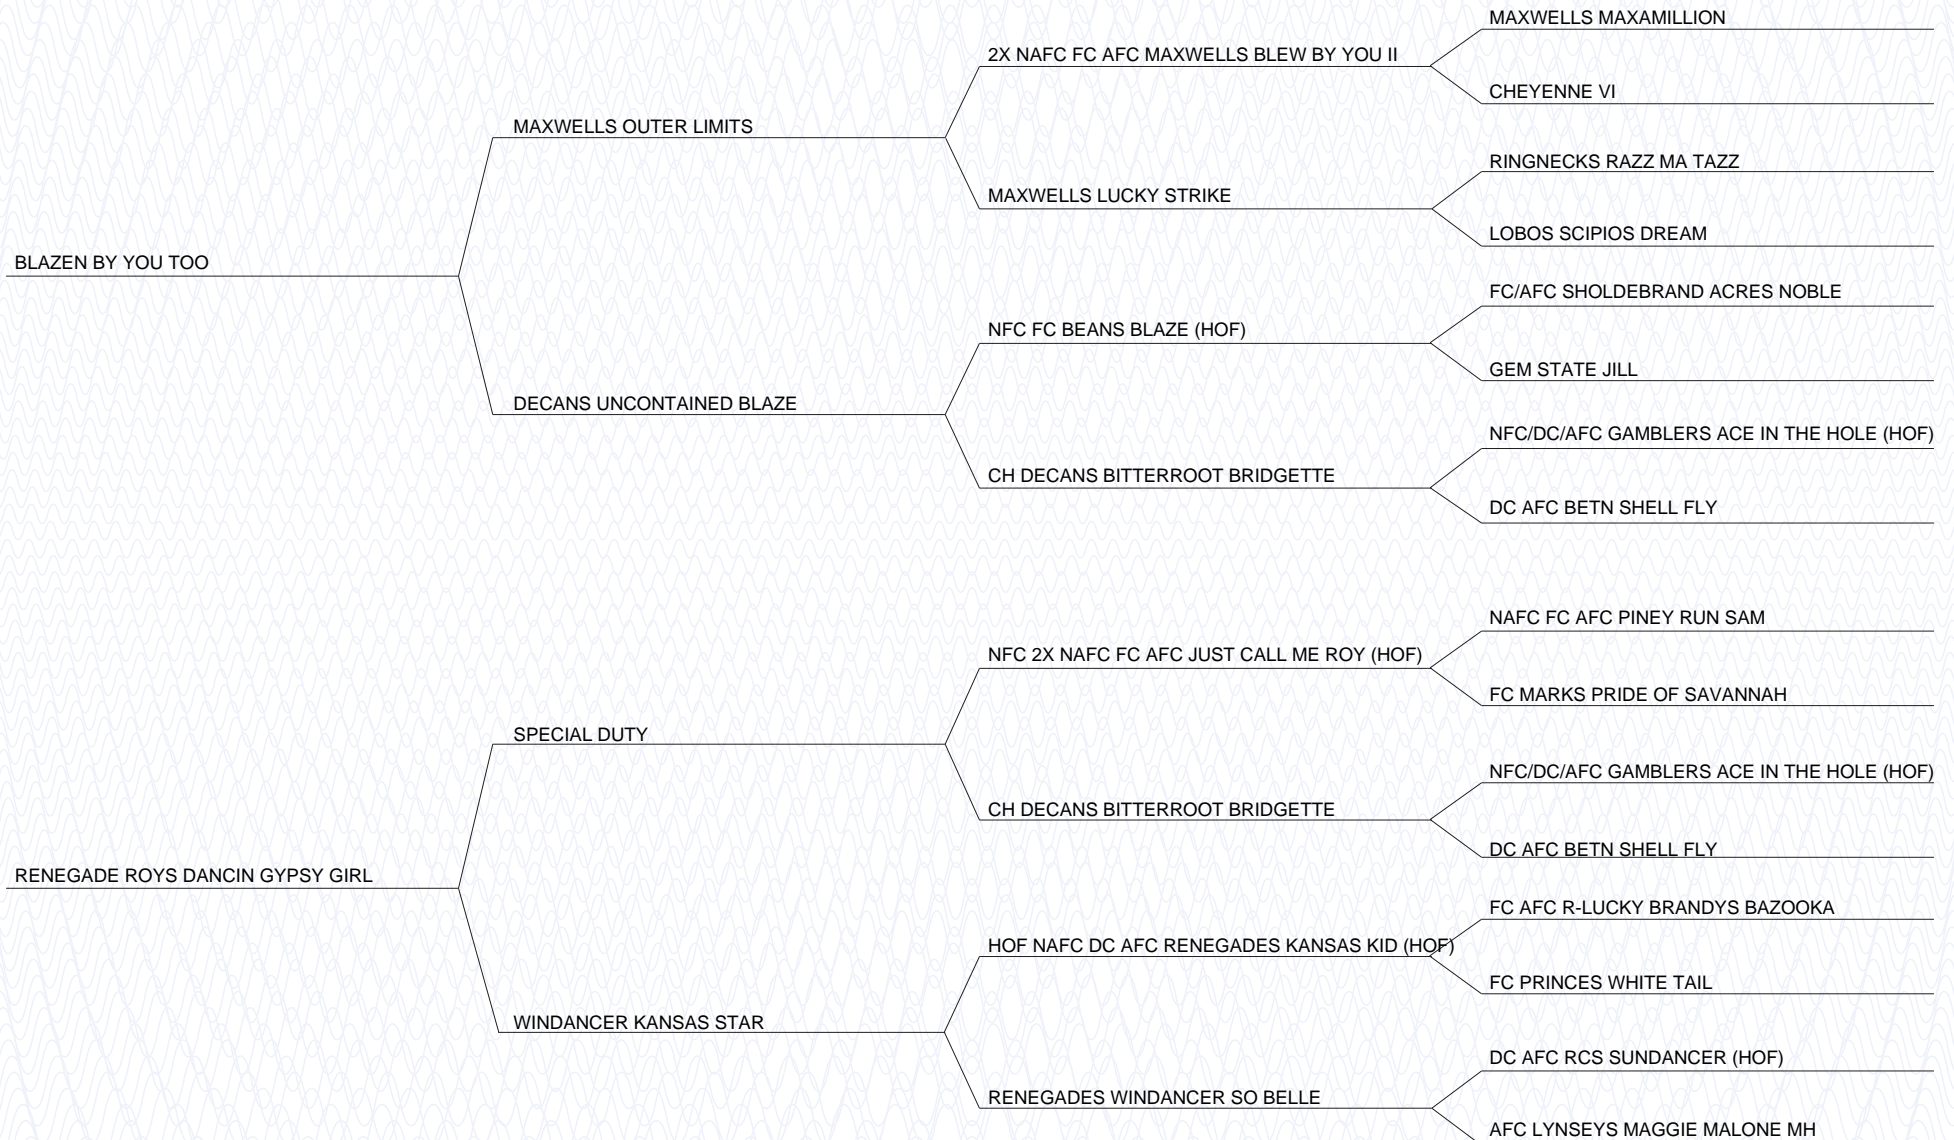 MAXWELLS MAXAMILLION
2X NAFC FC AFC MAXWELLS BLEW BY YOU II
CHEYENNE VI
MAXWELLS OUTER LIMITS
RINGNECKS RAZZ MA TAZZ
MAXWELLS LUCKY STRIKE
LOBOS SCIPIOS DREAM
BLAZEN BY YOU TOO
FC/AFC SHOLDEBRAND ACRES NOBLE
NFC FC BEANS BLAZE (HOF)
GEM STATE JILL
DECANS UNCONTAINED BLAZE
NFC/DC/AFC GAMBLERS ACE IN THE HOLE (HOF)
CH DECANS BITTERROOT BRIDGETTE
DC AFC BETN SHELL FLY
NAFC FC AFC PINEY RUN SAM
NFC 2X NAFC FC AFC JUST CALL ME ROY (HOF)
FC MARKS PRIDE OF SAVANNAH
SPECIAL DUTY
NFC/DC/AFC GAMBLERS ACE IN THE HOLE (HOF)
CH DECANS BITTERROOT BRIDGETTE
DC AFC BETN SHELL FLY
RENEGADE ROYS DANCIN GYPSY GIRL
FC AFC R-LUCKY BRANDYS BAZOOKA
HOF NAFC DC AFC RENEGADES KANSAS KID (HOF)
FC PRINCES WHITE TAIL
WINDANCER KANSAS STAR
DC AFC RCS SUNDANCER (HOF)
RENEGADES WINDANCER SO BELLE
AFC LYNSEYS MAGGIE MALONE MH